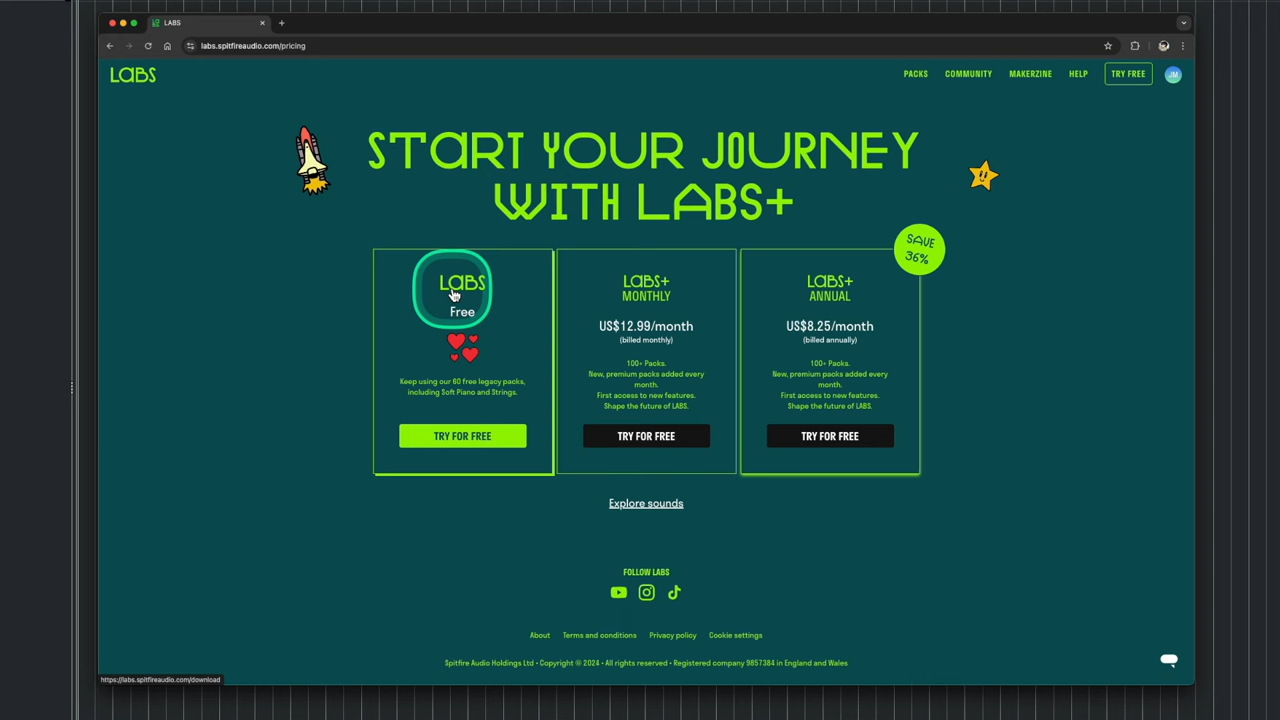 LABS
labs.spitfireaudio.com/pricing
LABS
PACKS
COMMUNITY
MAKERZINE
HELP
TRY FREE
JM
START YOUR JOURNEY
WITH LABS+
SAVE
36%
LABS
Free
Keep using our 60 free legacy packs,
including Soft Piano and Strings.
TRY FOR FREE
LABS+
MONTHLY
US$12.99/month
(billed monthly)
100+ Packs.
New, premium packs added every
month.
First access to new features.
Shape the future of LABS.
TRY FOR FREE
LABS+
ANNUAL
US$8.25/month
(billed annually)
100+ Packs.
New, premium packs added every
month.
First access to new features.
Shape the future of LABS.
TRY FOR FREE
Explore sounds
FOLLOW LABS
About
Terms and conditions
Privacy policy
Cookie settings
Spitfire Audio Holdings Ltd • Copyright © 2024 • All rights reserved • Registered company 9857384 in England and Wales
https://labs.spitfireaudio.com/download